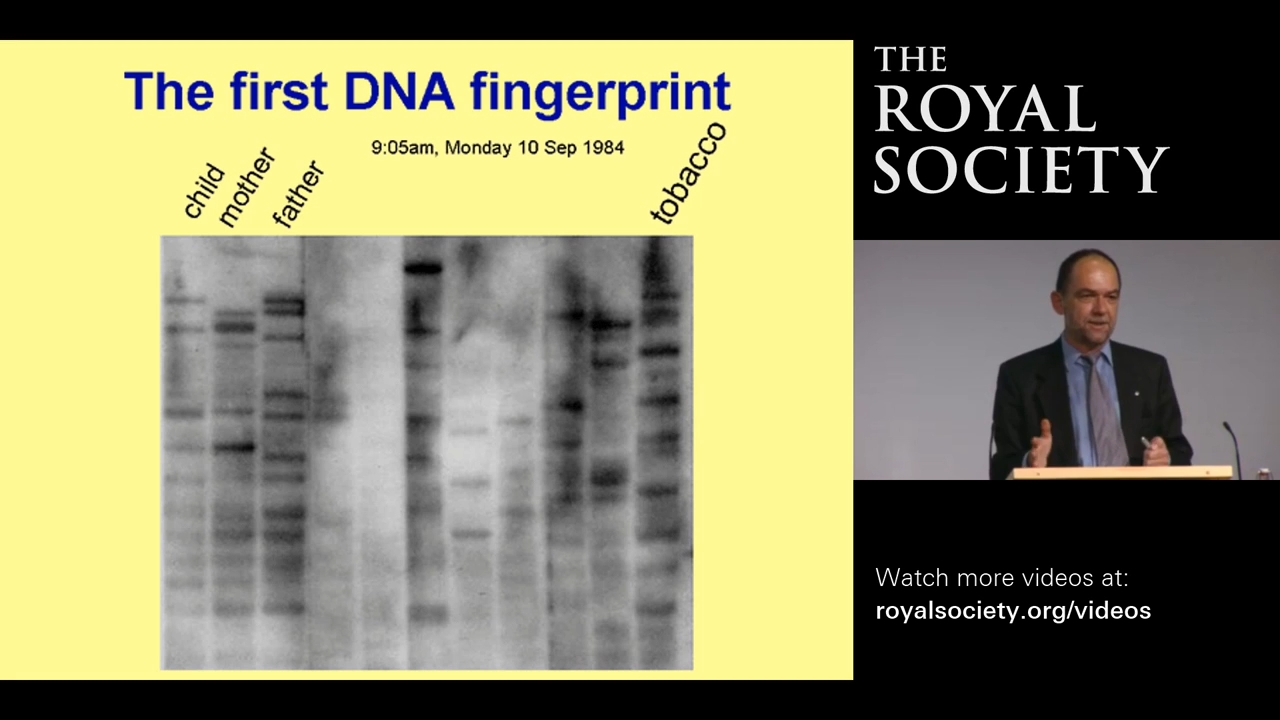 The first DNA fingerprint
9:05am, Monday 10 Sep 1984
child
mother
father
tobacco
THE
ROYAL
SOCIETY
Watch more videos at:
royalsociety.org/videos